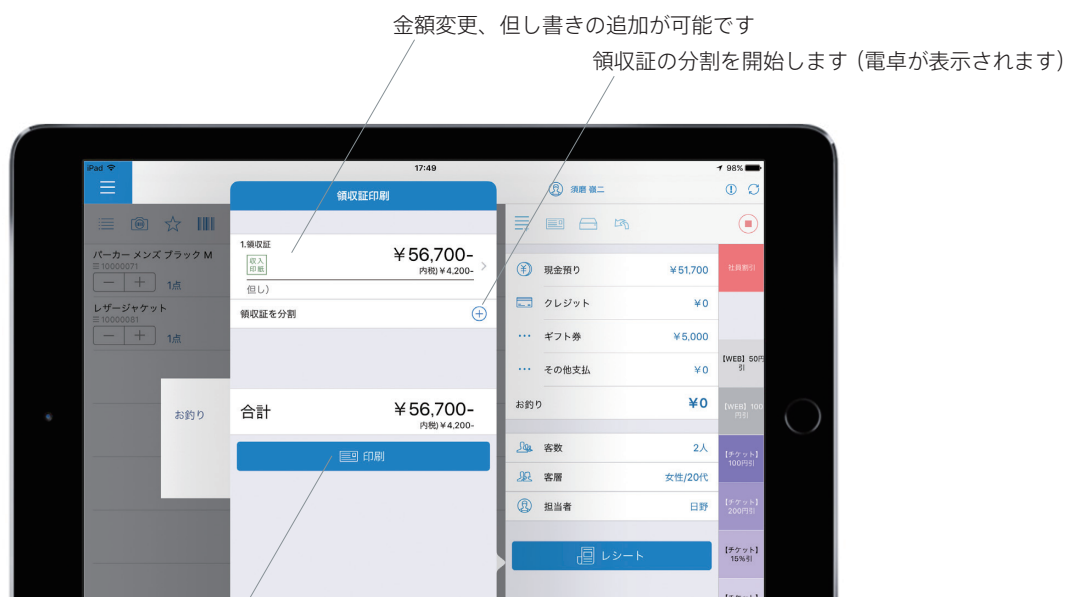 金額変更、但し書きの追加が可能です
領収証の分割を開始します（電卓が表示されます）
iPad
17:49
98%
領収証印刷
須磨 嶺二
パーカー メンズ ブラック M
10000071
1点
レザージャケット
10000081
1点
お釣り
1.領収証
収入
印紙
￥56,700-
内税)￥4,200-
但し)
領収証を分割
合計
￥56,700-
内税)￥4,200-
印刷
現金預り ￥51,700
クレジット ￥0
ギフト券 ￥5,000
その他支払 ￥0
お釣り ￥0
客数 2人
客層 女性/20代
担当者 日野
レシート
社員割引
【WEB】50円
引
【WEB】100
円引
【チケット】
100円引
【チケット】
200円引
【チケット】
15%引